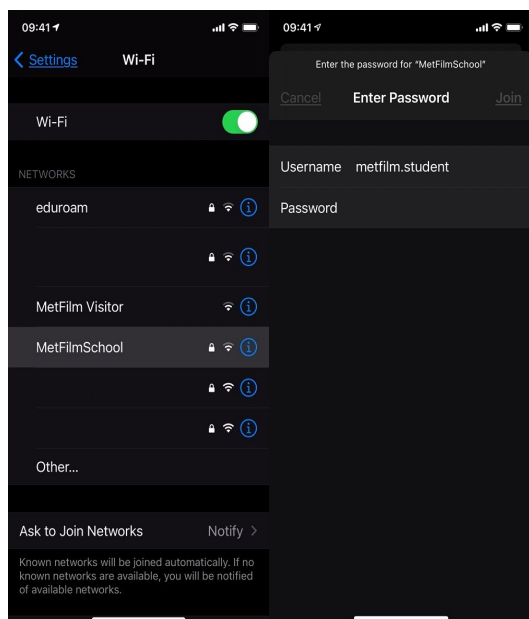 09:41
Settings
Wi-Fi
Wi-Fi
NETWORKS
eduroam
MetFilm Visitor
MetFilmSchool
Other...
Ask to Join Networks
Notify
Known networks will be joined automatically. If no
known networks are available, you will be notified
of available networks.
09:41
Enter the password for “MetFilmSchool”
Cancel
Enter Password
Join
Username
metfilm.student
Password